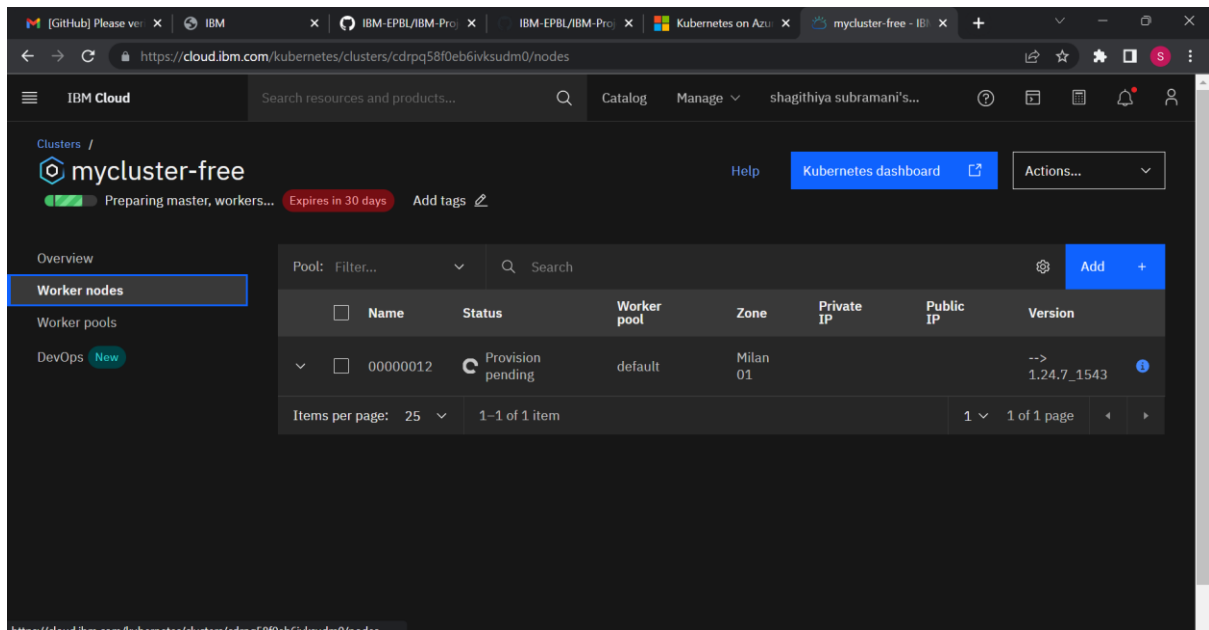 [GitHub] Please ver
IBM
IBM-EPBL/IBM-Proj
IBM-EPBL/IBM-Proj
Kubernetes on Azu
mycluster-free - IB
https://cloud.ibm.com/kubernetes/clusters/cdrpq58f0eb6ivksudm0/nodes
S
IBM Cloud
Search resources and products...
Catalog
Manage
shagithiya subramani's...
Clusters /
mycluster-free
Help
Kubernetes dashboard
Actions...
Preparing master, workers...
Expires in 30 days
Add tags
Overview
Worker nodes
Worker pools
DevOps New
Pool: Filter...
Search
Add +
Name
Status
Worker
pool
Zone
Private
IP
Public
IP
Version
00000012
Provision
pending
default
Milan
01
-->
1.24.7_1543
Items per page: 25
1–1 of 1 item
1
1 of 1 page